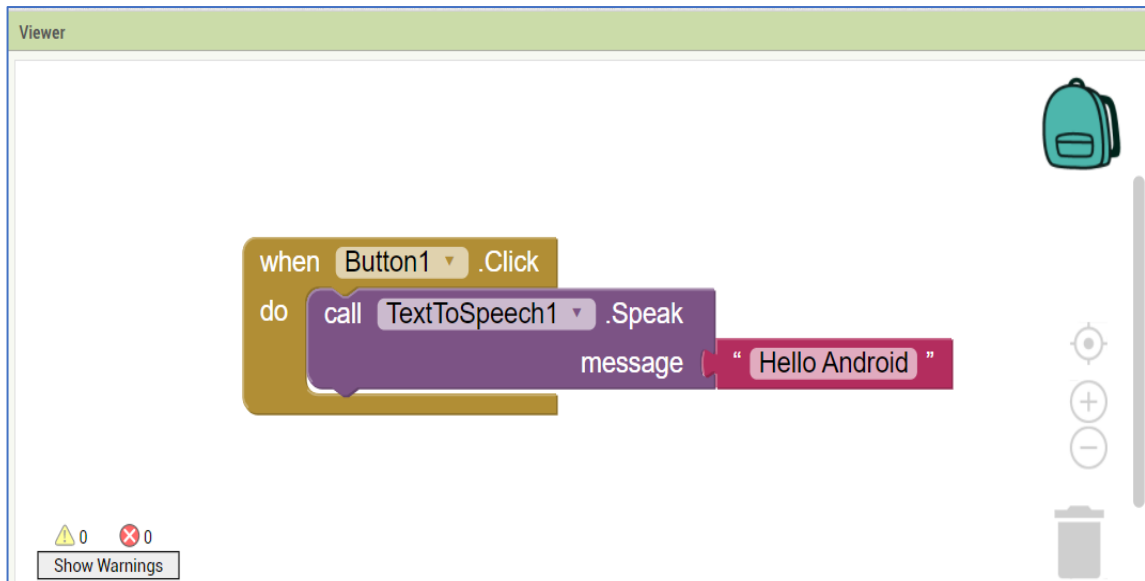 Viewer
when Button1 .Click
do call TextToSpeech1 .Speak
message “ Hello Android ”
0 0
Show Warnings